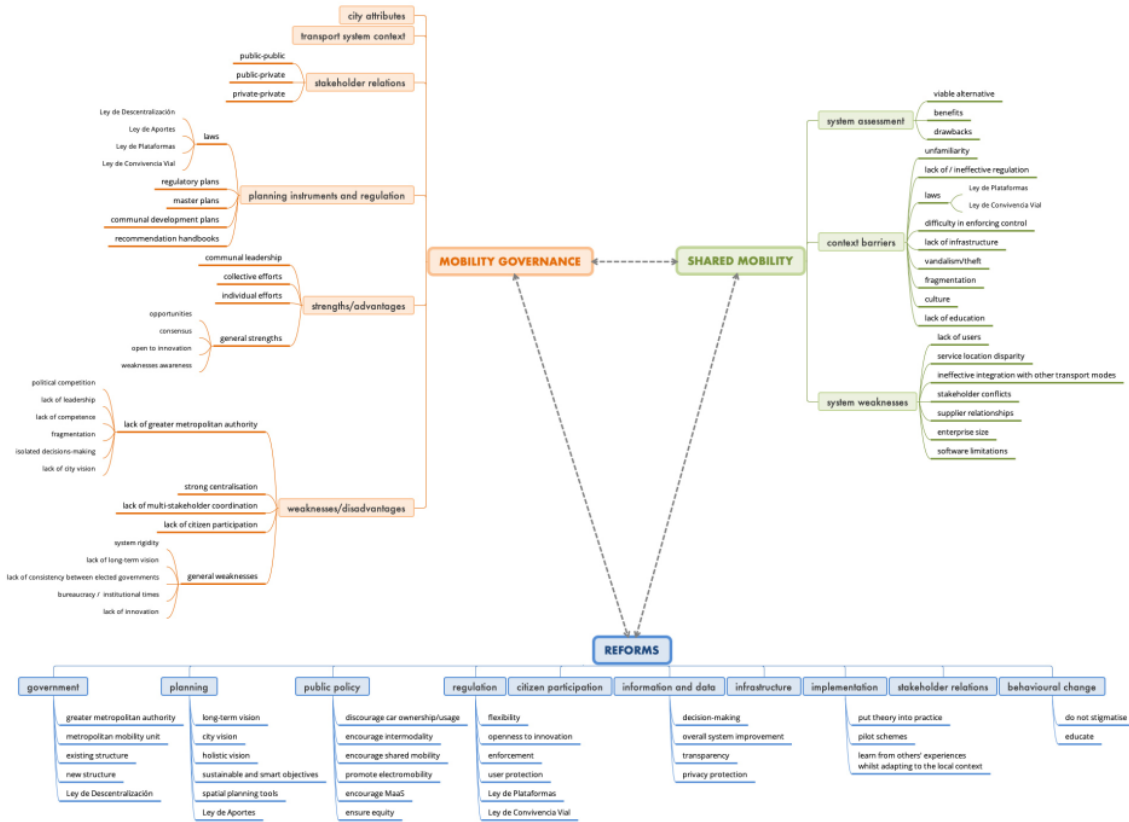 city attributes
transport system context
public-public
public-private
private-private
stakeholder relations
Ley de Descentralización
Ley de Aportes
Ley de Plataformas
Ley de Convivencia Vial
laws
regulatory plans
master plans
communal development plans
recommendation handbooks
planning instruments and regulation
communal leadership
collective efforts
individual efforts
opportunities
consensus
open to innovation
weaknesses awareness
general strengths
strengths/advantages
political competition
lack of leadership
lack of competence
fragmentation
isolated decisions-making
lack of city vision
lack of greater metropolitan authority
strong centralisation
lack of multi-stakeholder coordination
lack of citizen participation
system rigidity
lack of long-term vision
lack of consistency between elected governments
bureaucracy / institutional times
lack of innovation
general weaknesses
weaknesses/disadvantages
MOBILITY GOVERNANCE
SHARED MOBILITY
system assessment
viable alternative
benefits
drawbacks
context barriers
unfamiliarity
lack of / ineffective regulation
laws
Ley de Plataformas
Ley de Convivencia Vial
difficulty in enforcing control
lack of infrastructure
vandalism/theft
fragmentation
culture
lack of education
system weaknesses
lack of users
service location disparity
ineffective integration with other transport modes
stakeholder conflicts
supplier relationships
enterprise size
software limitations
REFORMS
government
greater metropolitan authority
metropolitan mobility unit
existing structure
new structure
Ley de Descentralización
planning
long-term vision
city vision
holistic vision
sustainable and smart objectives
spatial planning tools
Ley de Aportes
public policy
discourage car ownership/usage
encourage intermodality
encourage shared mobility
promote electromobility
encourage MaaS
ensure equity
regulation
flexibility
openness to innovation
enforcement
user protection
Ley de Plataformas
Ley de Convivencia Vial
citizen participation
information and data
decision-making
overall system improvement
transparency
privacy protection
infrastructure
implementation
put theory into practice
pilot schemes
learn from others' experiences
whilst adapting to the local context
stakeholder relations
behavioural change
do not stigmatise
educate